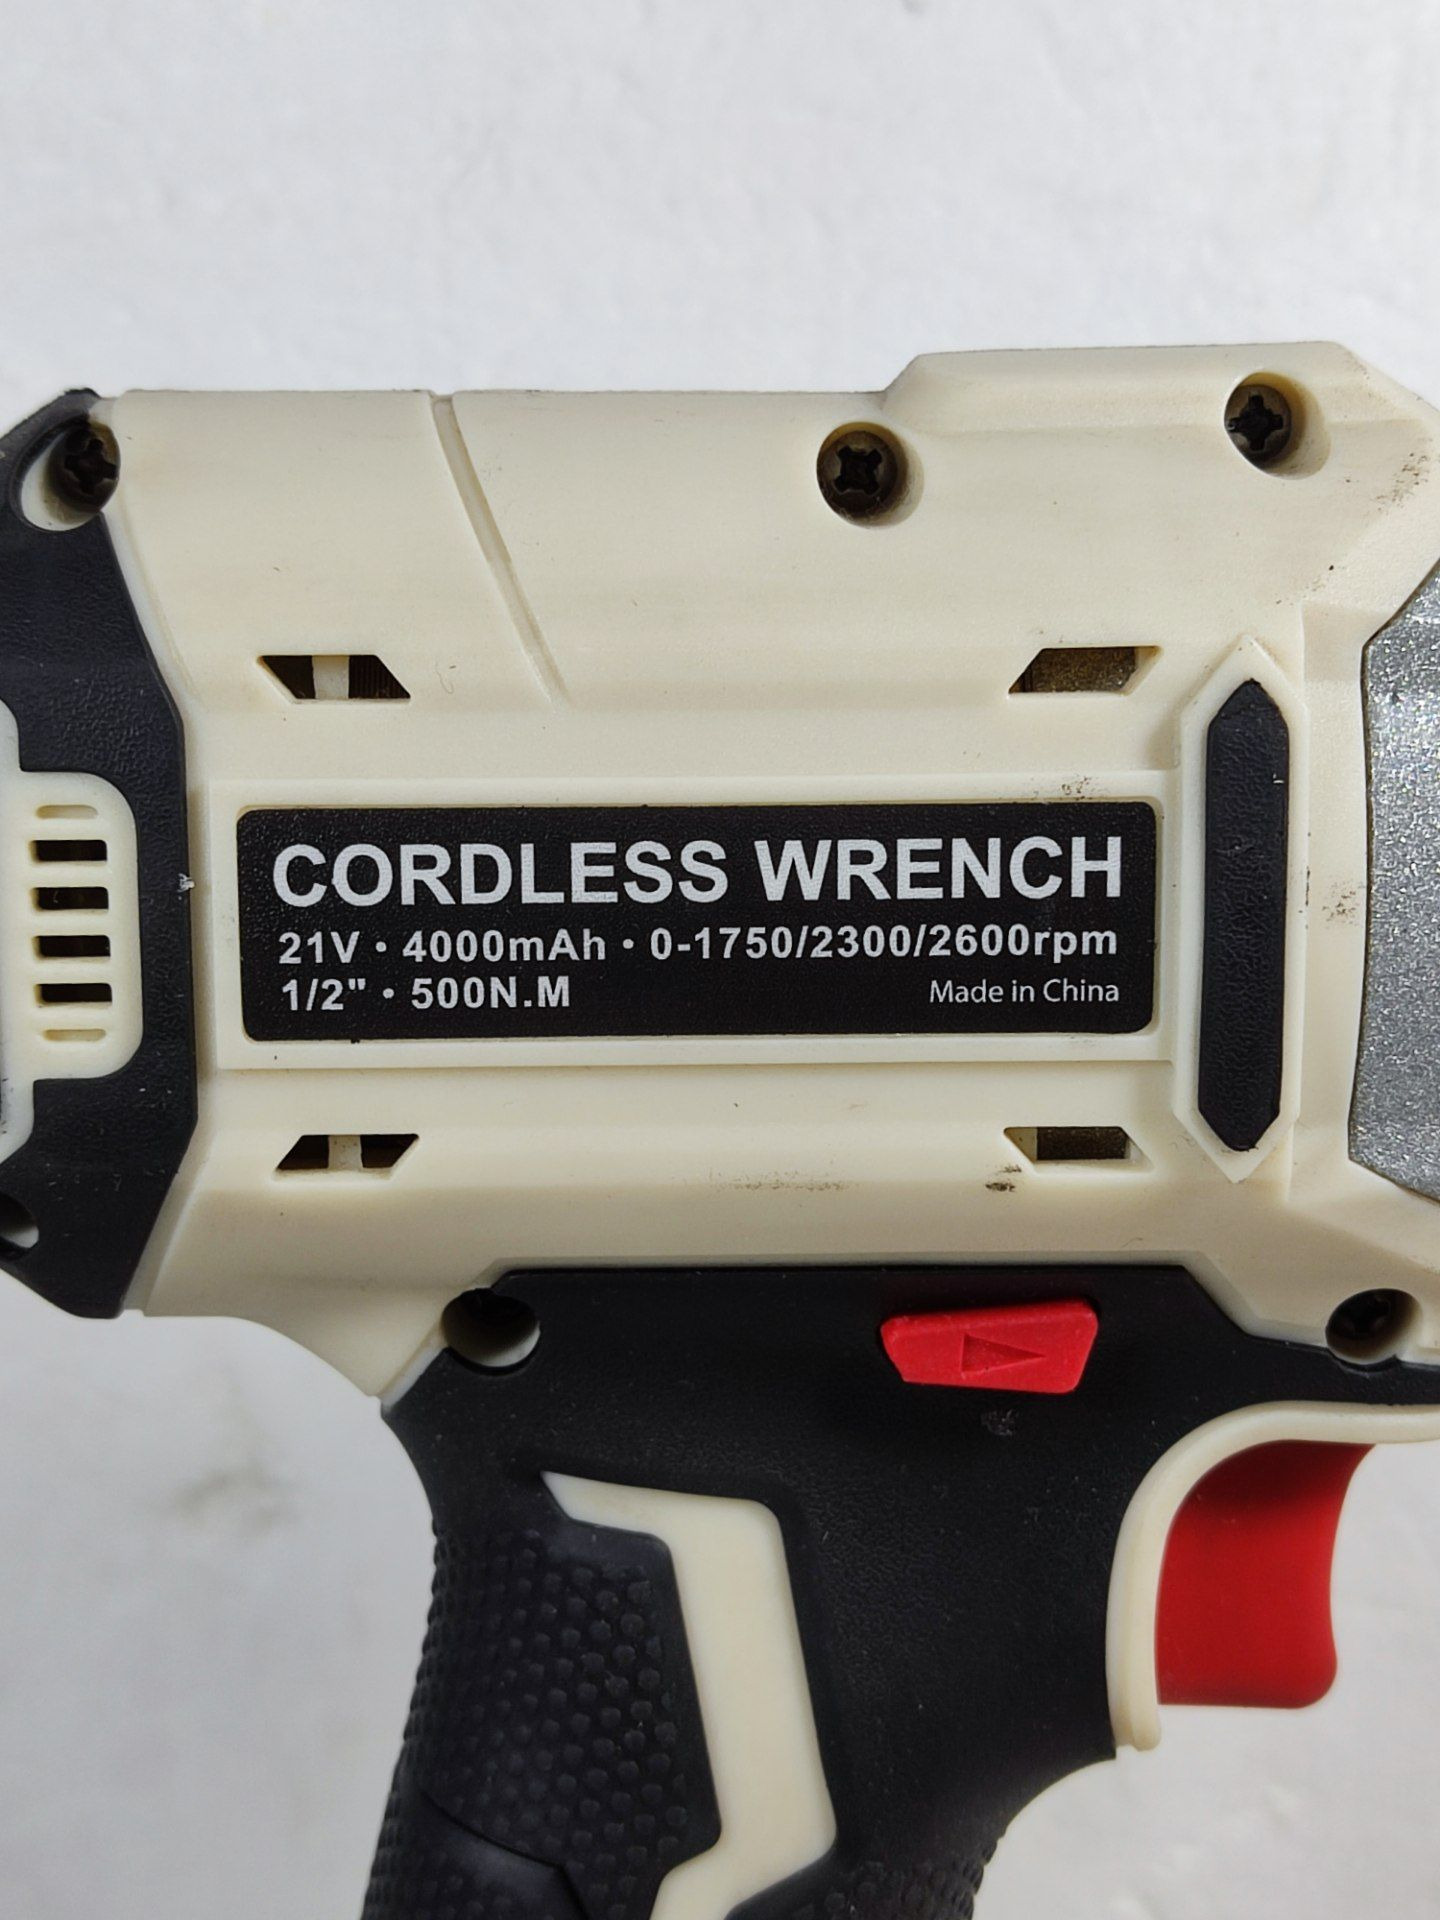 CORDLESS WRENCH
21V • 4000mAh • 0-1750/2300/2600rpm
1/2" • 500N.M
Made in China